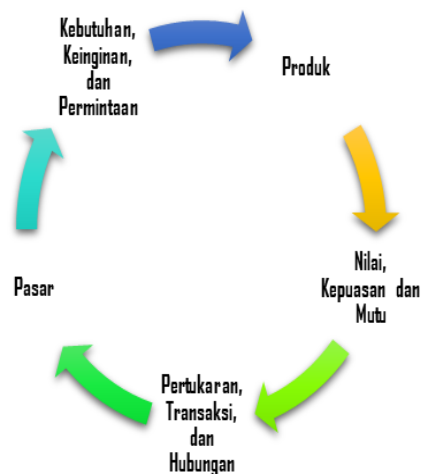 Kebutuhan,
Keinginan,
dan
Permintaan
Produk
Nilai,
Kepuasan dan
Mutu
Pertukaran,
Transaksi,
dan
Hubungan
Pasar